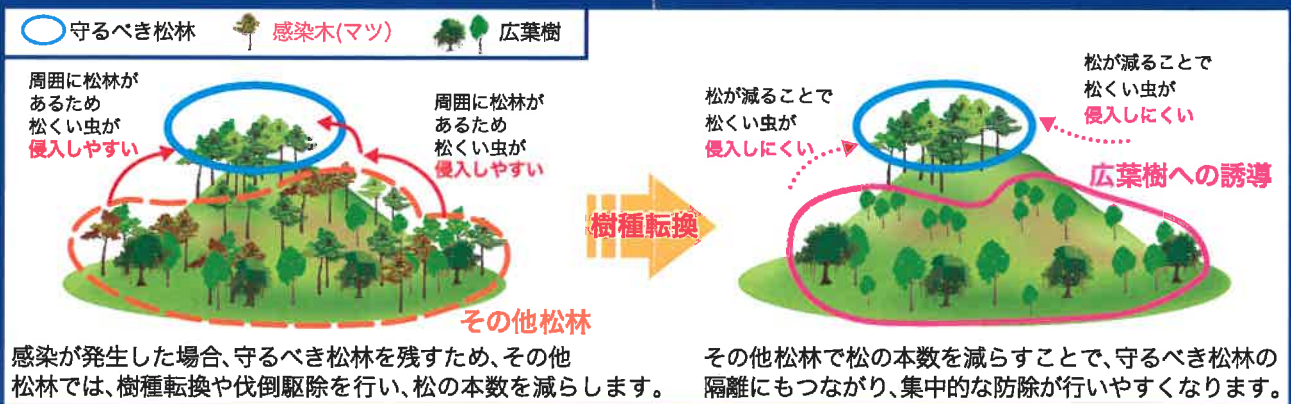 守るべき松林
感染木(マツ)
広葉樹
周囲に松林が
あるため
松くい虫が
侵入しやすい
周囲に松林が
あるため
松くい虫が
侵入しやすい
その他松林
感染が発生した場合、守るべき松林を残すため、その他
松林では、樹種転換や伐倒駆除を行い、松の本数を減らします。
樹種転換
松が減ることで
松くい虫が
侵入しにくい
松が減ることで
松くい虫が
侵入しにくい
広葉樹への誘導
その他松林で松の本数を減らすことで、守るべき松林の
隔離にもつながり、集中的な防除が行いやすくなります。